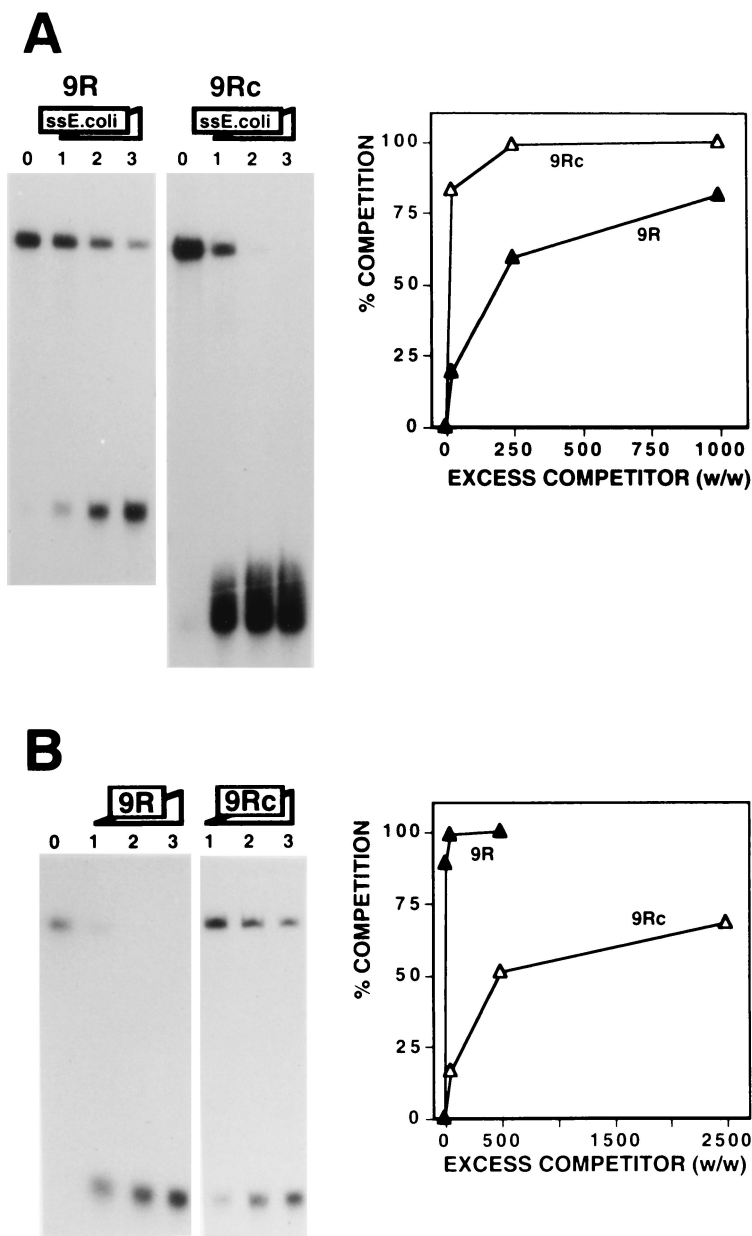 A
9R 9Rc
ssE.coli ssE.coli
0 1 2 3 0 1 2 3
% COMPETITION
100
75
50
25
0
9Rc
9R
0 250 500 750 1000
EXCESS COMPETITOR (w/w)
B
9R 9Rc
0 1 2 3 1 2 3
% COMPETITION
100
75
50
25
0
9R
9Rc
0 500 1500 2500
EXCESS COMPETITOR (w/w)